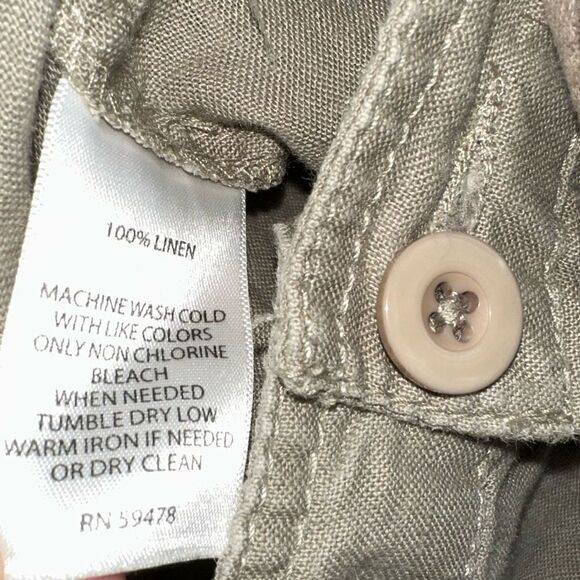 100% LINEN
MACHINE WASH COLD
WITH LIKE COLORS
ONLY NON CHLORINE
BLEACH
WHEN NEEDED
TUMBLE DRY LOW
WARM IRON IF NEEDED
OR DRY CLEAN
RN 59478